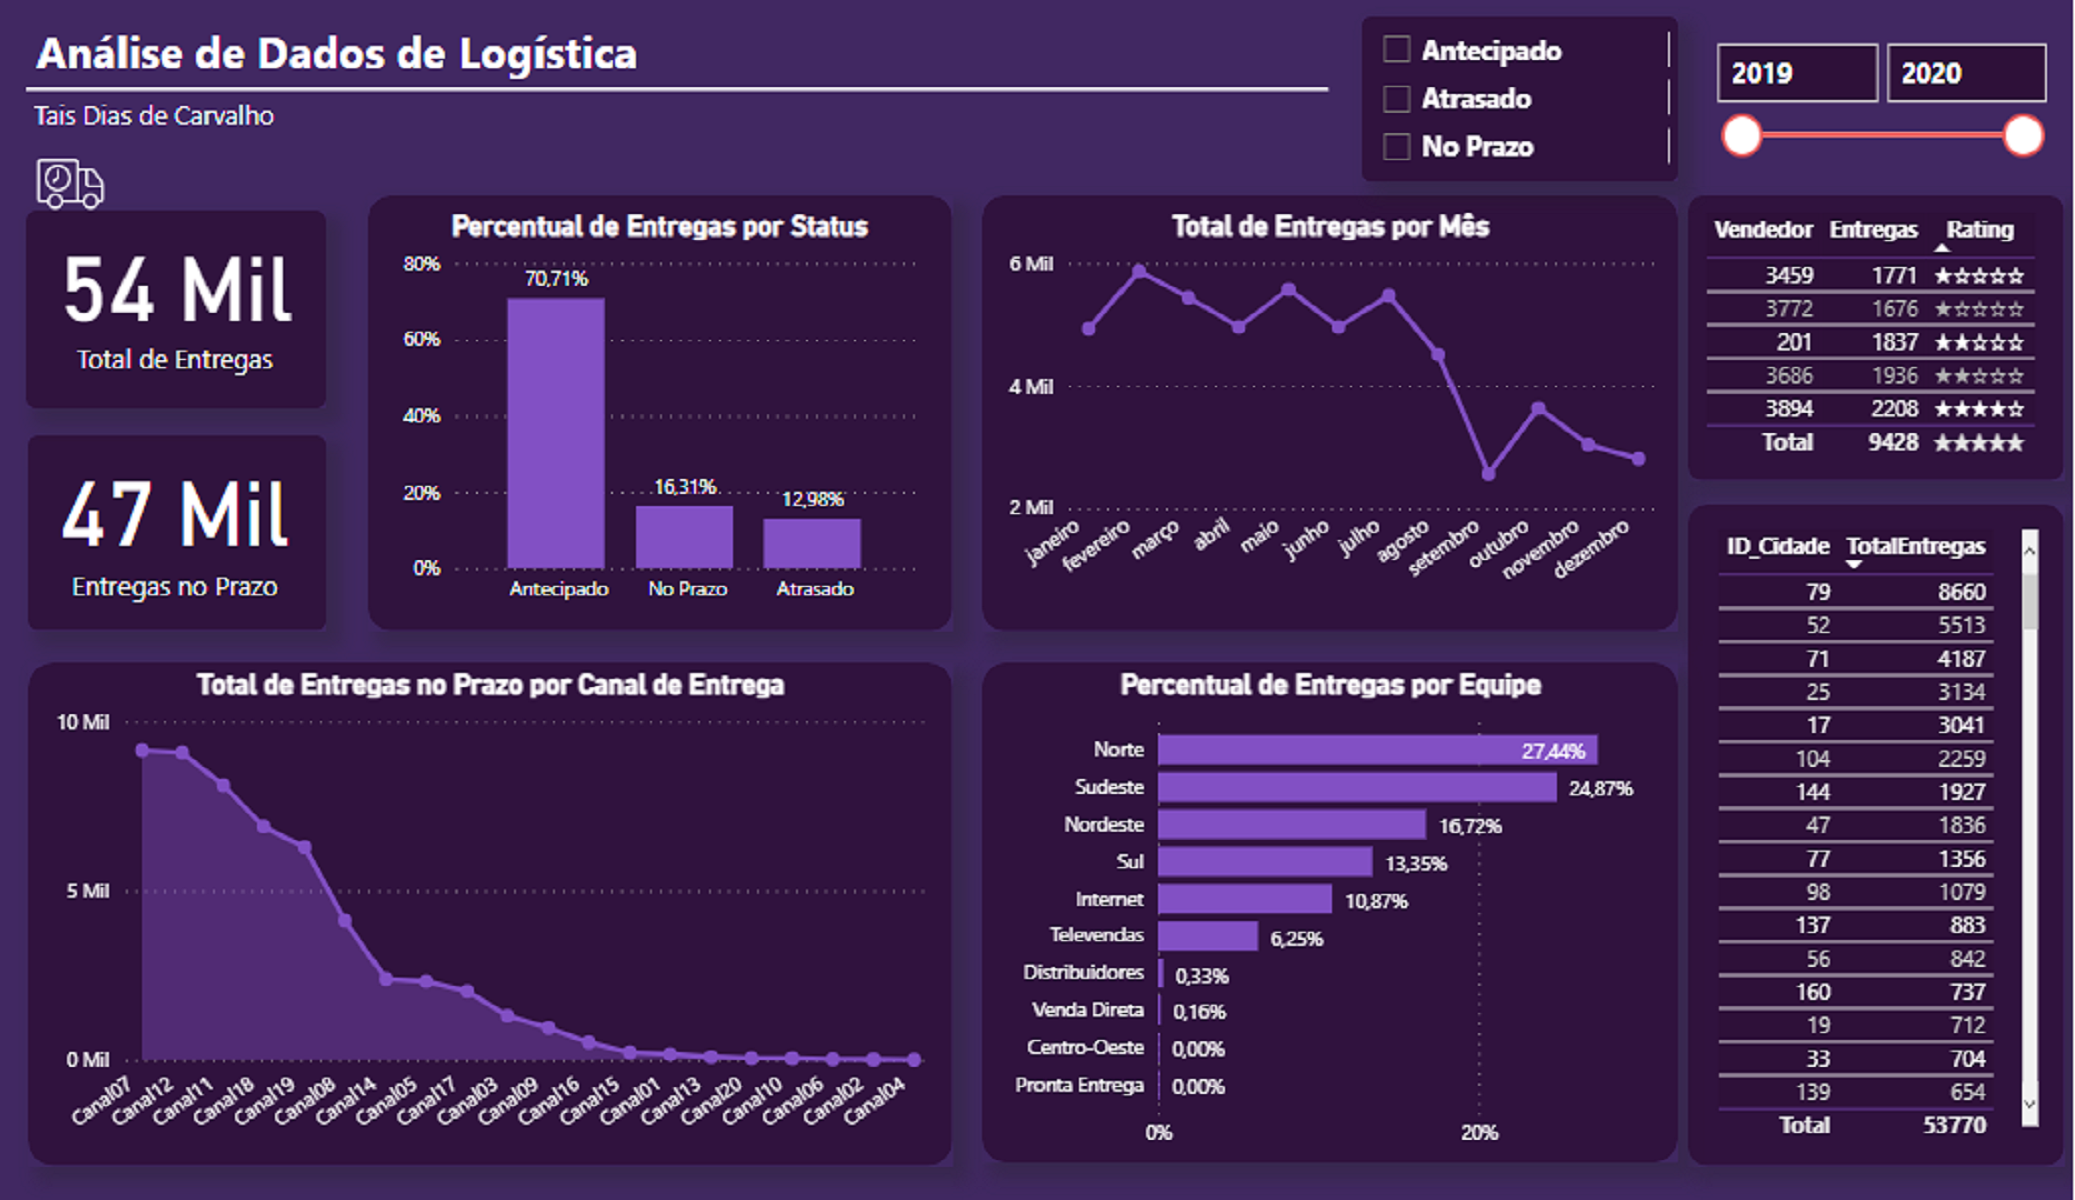 Análise de Dados de Logística
Tais Dias de Carvalho
Antecipado
Atrasado
No Prazo
2019 2020
54 Mil
Total de Entregas
47 Mil
Entregas no Prazo
Percentual de Entregas por Status
80%
60%
40%
20%
0%
70,71%
16,31%
12,98%
Antecipado No Prazo Atrasado
Total de Entregas por Mês
6 Mil
4 Mil
2 Mil
janeiro fevereiro março abril maio junho julho agosto setembro outubro novembro dezembro
Vendedor Entregas Rating
3459 1771 ★☆☆☆☆
3772 1676 ★☆☆☆☆
201 1837 ★★☆☆☆
3686 1936 ★★☆☆☆
3894 2208 ★★★★☆
Total 9428 ★★★★★
Total de Entregas no Prazo por Canal de Entrega
10 Mil
5 Mil
0 Mil
Canal07 Canal12 Canal11 Canal18 Canal19 Canal08 Canal14 Canal05 Canal17 Canal03 Canal09 Canal16 Canal15 Canal01 Canal13 Canal20 Canal10 Canal06 Canal02 Canal04
Percentual de Entregas por Equipe
Norte 27,44%
Sudeste 24,87%
Nordeste 16,72%
Sul 13,35%
Internet 10,87%
Televendas 6,25%
Distribuidores 0,33%
Venda Direta 0,16%
Centro-Oeste 0,00%
Pronta Entrega 0,00%
0% 20%
ID_Cidade TotalEntregas
79 8660
52 5513
71 4187
25 3134
17 3041
104 2259
144 1927
47 1836
77 1356
98 1079
137 883
56 842
160 737
19 712
33 704
139 654
Total 53770